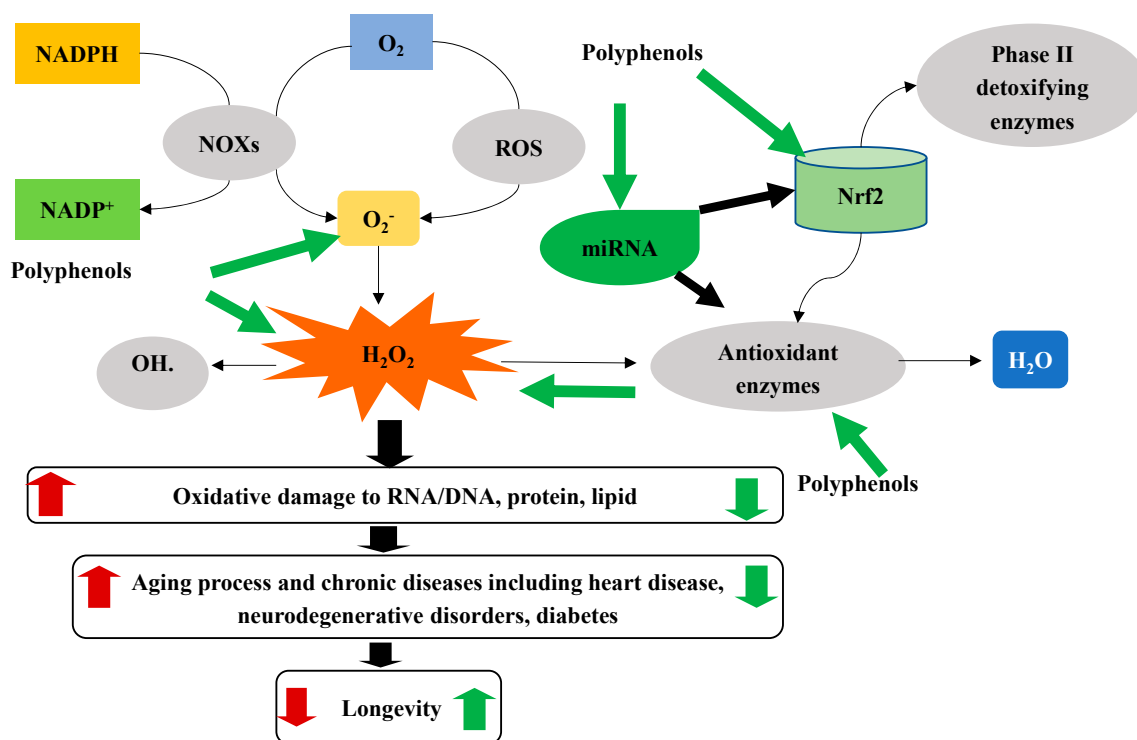 NADPH
O₂
Polyphenols
Phase II
detoxifying
enzymes
NOXs
ROS
NADP⁺
O₂⁻
miRNA
Nrf2
Polyphenols
OH.
H₂O₂
Antioxidant
enzymes
H₂O
Polyphenols
Oxidative damage to RNA/DNA, protein, lipid
Aging process and chronic diseases including heart disease,
neurodegenerative disorders, diabetes
Longevity